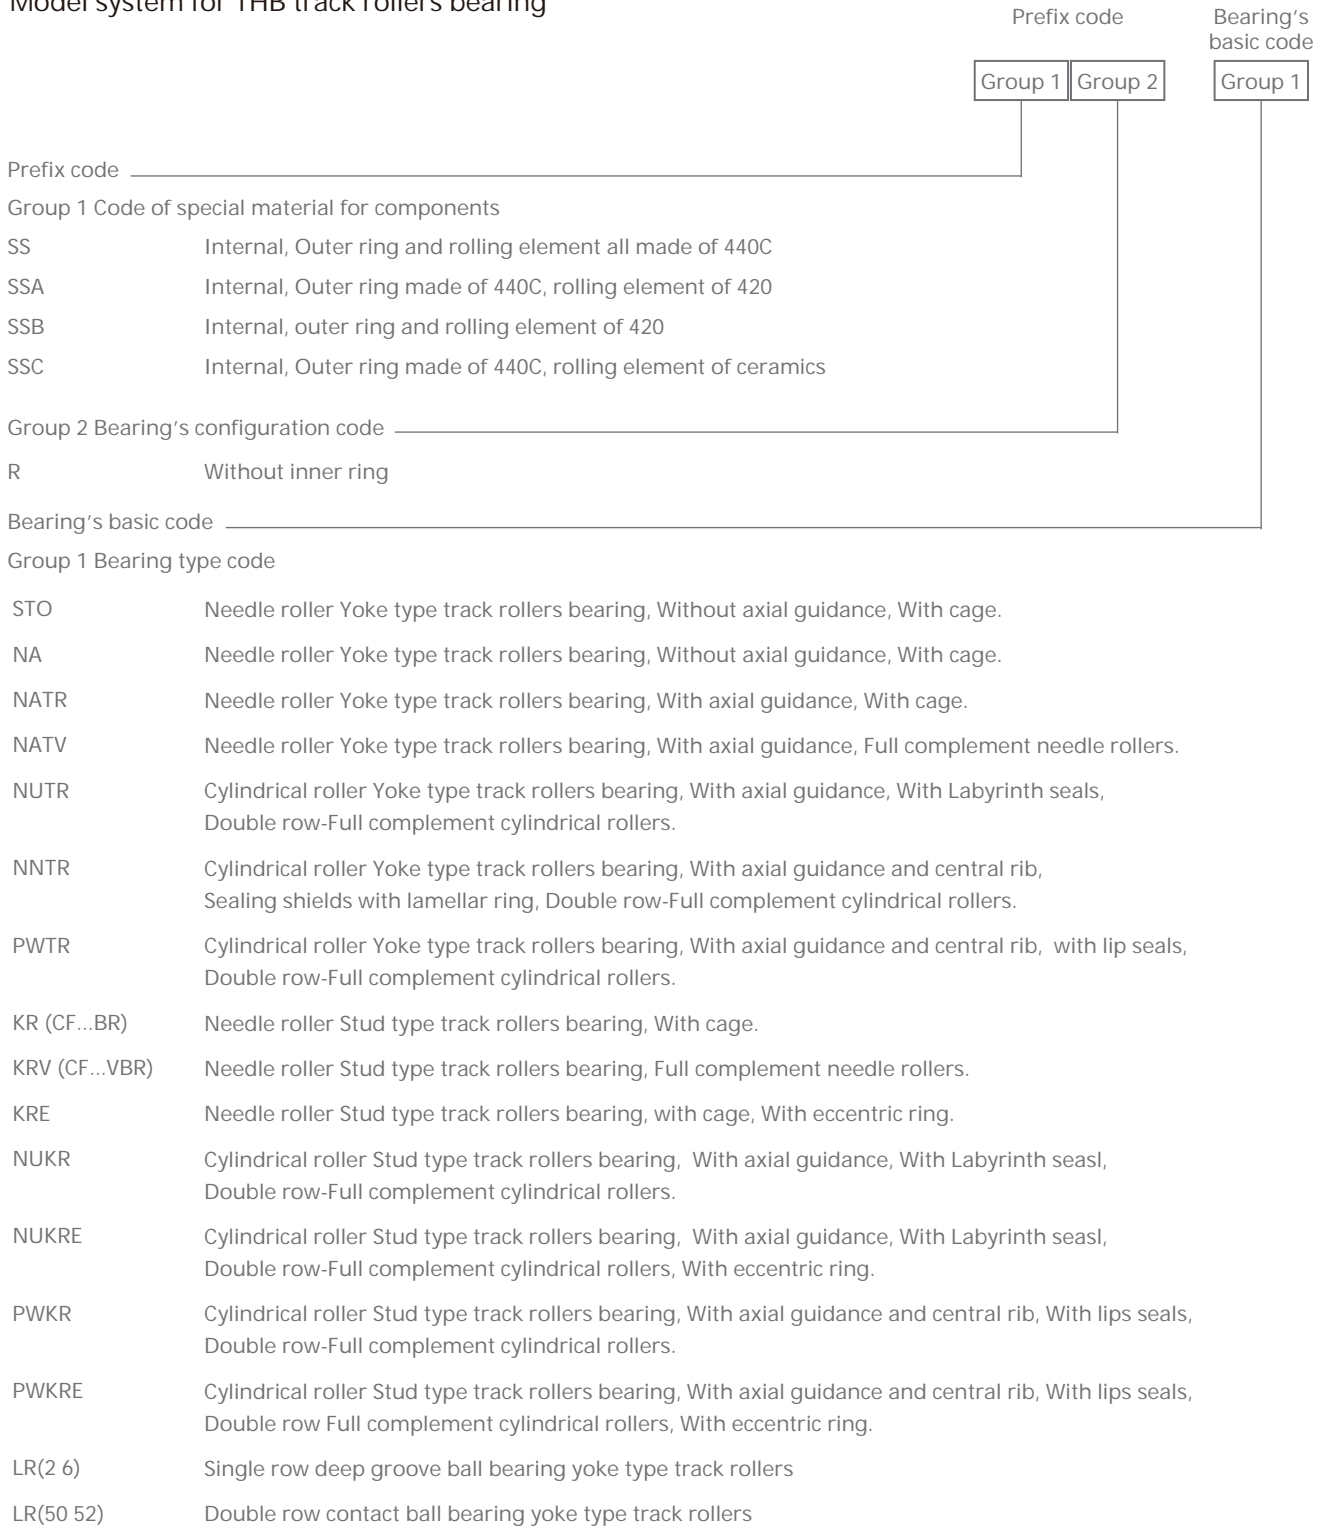 Model system for THB track rollers bearing
Prefix code
Bearing's
basic code
Group 1
Group 2
Group 1
Prefix code
Group 1 Code of special material for components
SS Internal, Outer ring and rolling element all made of 440C
SSA Internal, Outer ring made of 440C, rolling element of 420
SSB Internal, outer ring and rolling element of 420
SSC Internal, Outer ring made of 440C, rolling element of ceramics
Group 2 Bearing's configuration code
R Without inner ring
Bearing's basic code
Group 1 Bearing type code
STO Needle roller Yoke type track rollers bearing, Without axial guidance, With cage.
NA Needle roller Yoke type track rollers bearing, Without axial guidance, With cage.
NATR Needle roller Yoke type track rollers bearing, With axial guidance, With cage.
NATV Needle roller Yoke type track rollers bearing, With axial guidance, Full complement needle rollers.
NUTR Cylindrical roller Yoke type track rollers bearing, With axial guidance, With Labyrinth seals,
Double row-Full complement cylindrical rollers.
NNTR Cylindrical roller Yoke type track rollers bearing, With axial guidance and central rib,
Sealing shields with lamellar ring, Double row-Full complement cylindrical rollers.
PWTR Cylindrical roller Yoke type track rollers bearing, With axial guidance and central rib, with lip seals,
Double row-Full complement cylindrical rollers.
KR (CF...BR) Needle roller Stud type track rollers bearing, With cage.
KRV (CF...VBR) Needle roller Stud type track rollers bearing, Full complement needle rollers.
KRE Needle roller Stud type track rollers bearing, with cage, With eccentric ring.
NUKR Cylindrical roller Stud type track rollers bearing, With axial guidance, With Labyrinth seasl,
Double row-Full complement cylindrical rollers.
NUKRE Cylindrical roller Stud type track rollers bearing, With axial guidance, With Labyrinth seasl,
Double row-Full complement cylindrical rollers, With eccentric ring.
PWKR Cylindrical roller Stud type track rollers bearing, With axial guidance and central rib, With lips seals,
Double row-Full complement cylindrical rollers.
PWKRE Cylindrical roller Stud type track rollers bearing, With axial guidance and central rib, With lips seals,
Double row Full complement cylindrical rollers, With eccentric ring.
LR(2 6) Single row deep groove ball bearing yoke type track rollers
LR(50 52) Double row contact ball bearing yoke type track rollers